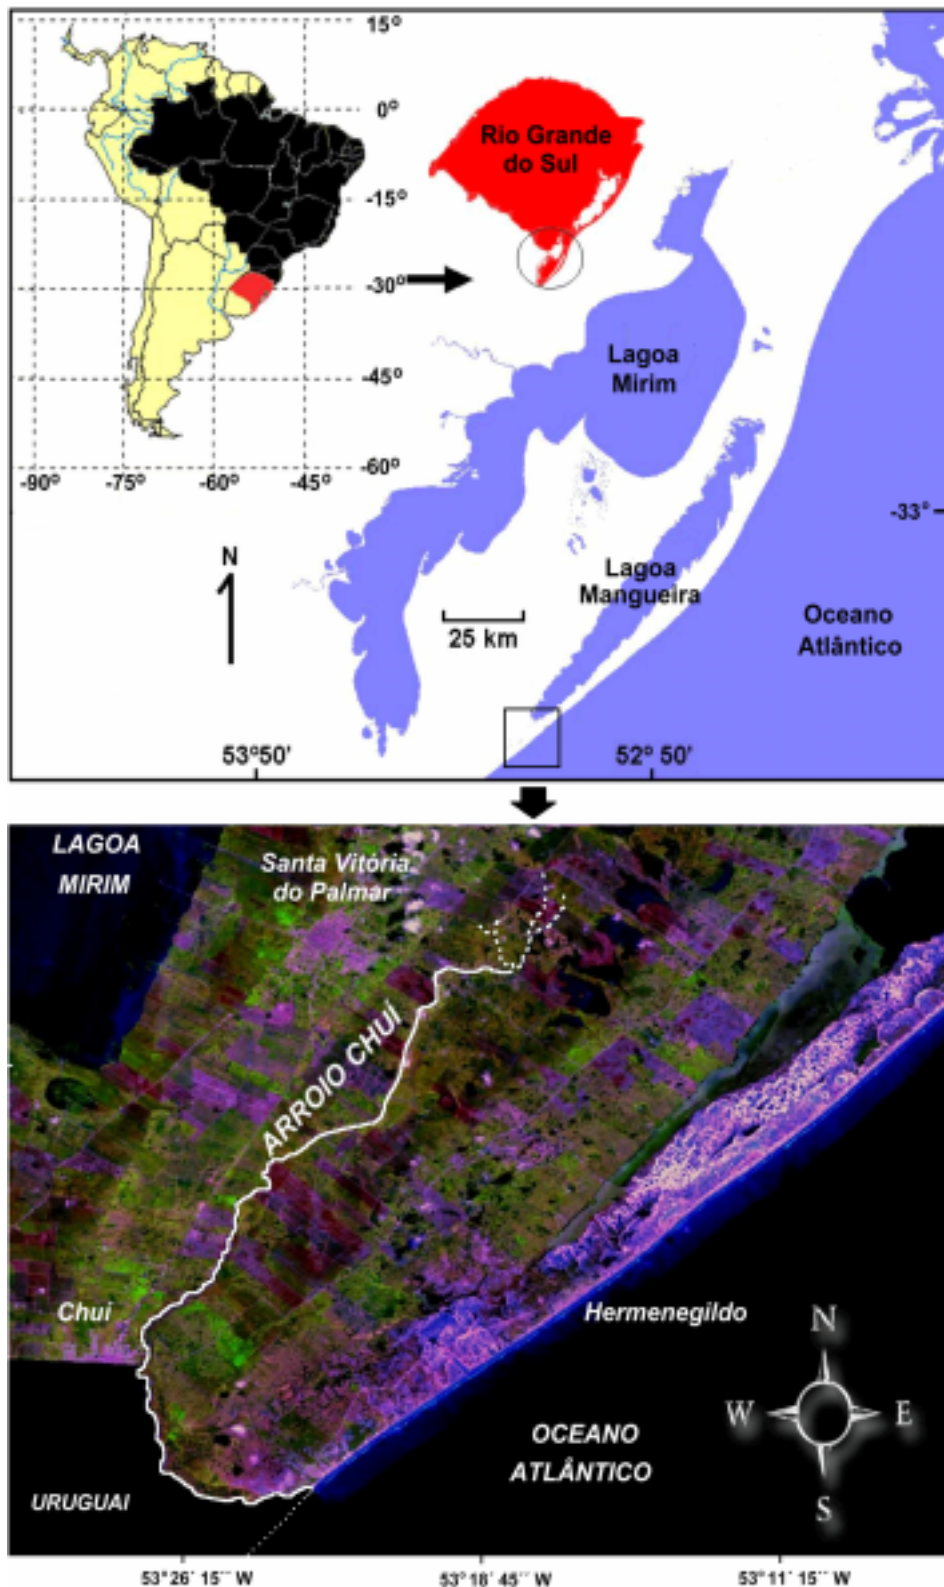 15°
0°
-15°
-30°
-45°
-60°
-90°
-75°
-60°
-45°
Rio Grande
do Sul
Lagoa
Mirim
-33°
N
Lagoa
Mangueira
25 km
Oceano
Atlântico
53°50'
52° 50'
LAGOA
MIRIM
Santa Vitória
do Palmar
ARROIO CHUÍ
Chui
Hermenegildo
N
W
E
S
OCEANO
ATLÂNTICO
URUGUAI
53°26 15´´ W
53°18 45´´ W
53°11 15´´ W